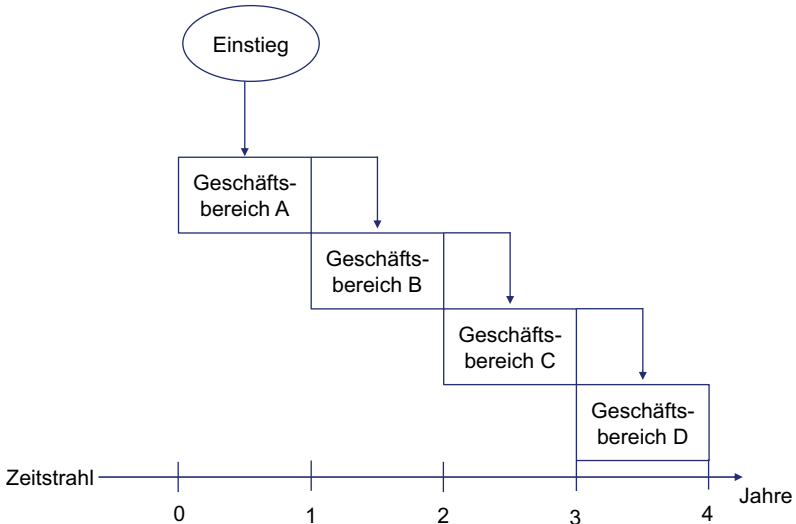 Einstieg
Geschäfts-
bereich A
Geschäfts-
bereich B
Geschäfts-
bereich C
Geschäfts-
bereich D
Zeitstrahl
Jahre
0
1
2
3
4